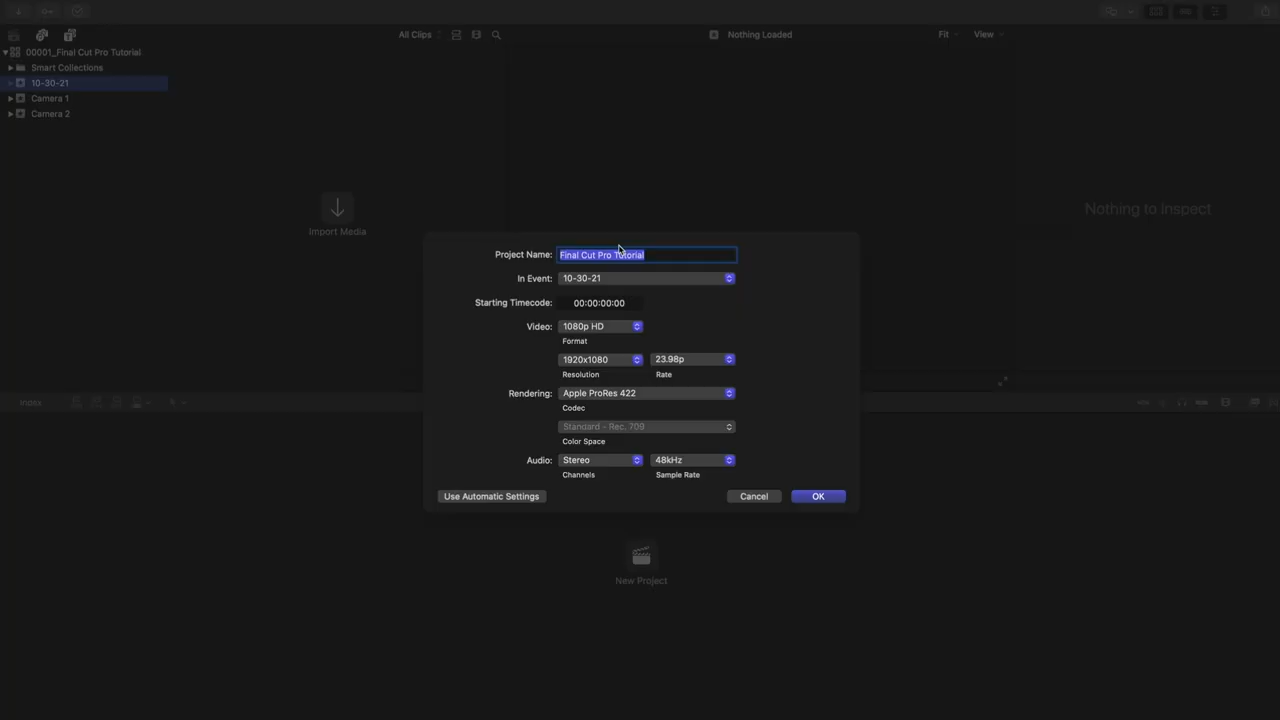 All Clips
Nothing Loaded
Fit
View
00001_Final Cut Pro Tutorial
Smart Collections
10-30-21
Camera 1
Camera 2
Import Media
Nothing to Inspect
Project Name: Final Cut Pro Tutorial
In Event: 10-30-21
Starting Timecode: 00:00:00:00
Video: 1080p HD
Format
1920x1080 23.98p
Resolution Rate
Rendering: Apple ProRes 422
Codec
Standard - Rec. 709
Color Space
Audio: Stereo 48kHz
Channels Sample Rate
Use Automatic Settings Cancel OK
Index
New Project